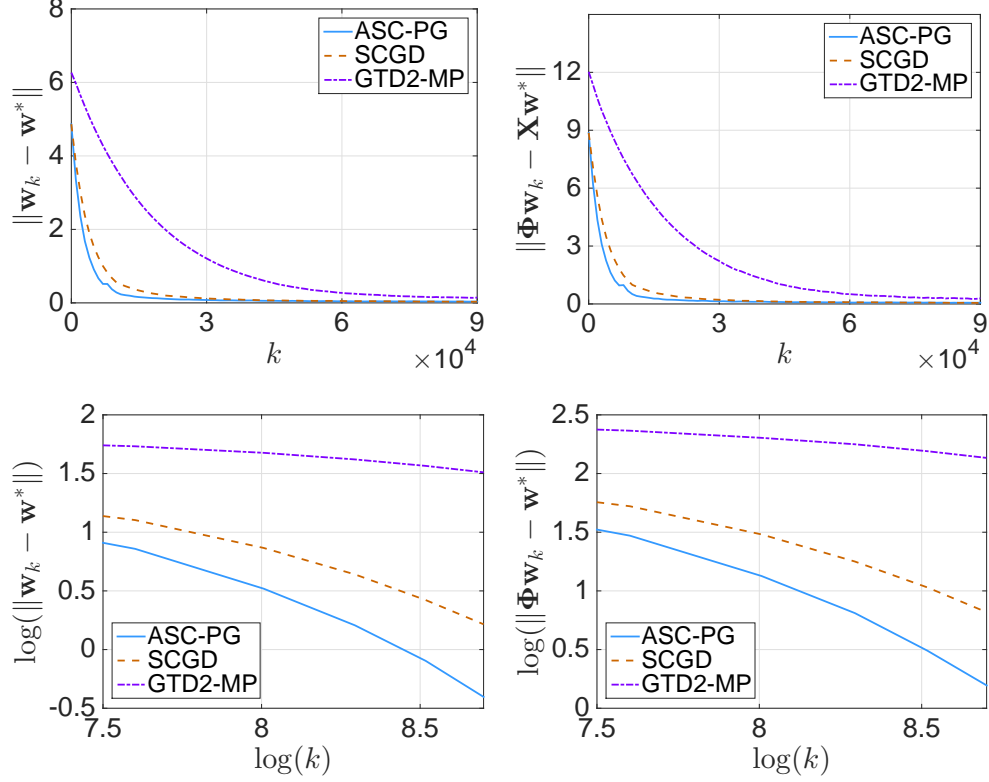 8
6
4
2
0
‖w_k − w*‖
ASC-PG
SCGD
GTD2-MP
0 3 6 9
k
×10^4
12
9
6
3
0
‖Φw_k − Xw*‖
ASC-PG
SCGD
GTD2-MP
0 3 6 9
k
×10^4
2
1.5
1
0.5
0
-0.5
log(‖w_k − w*‖)
ASC-PG
SCGD
GTD2-MP
7.5 8 8.5
log(k)
2.5
2
1.5
1
0.5
0
log(‖Φw_k − w*‖)
ASC-PG
SCGD
GTD2-MP
7.5 8 8.5
log(k)